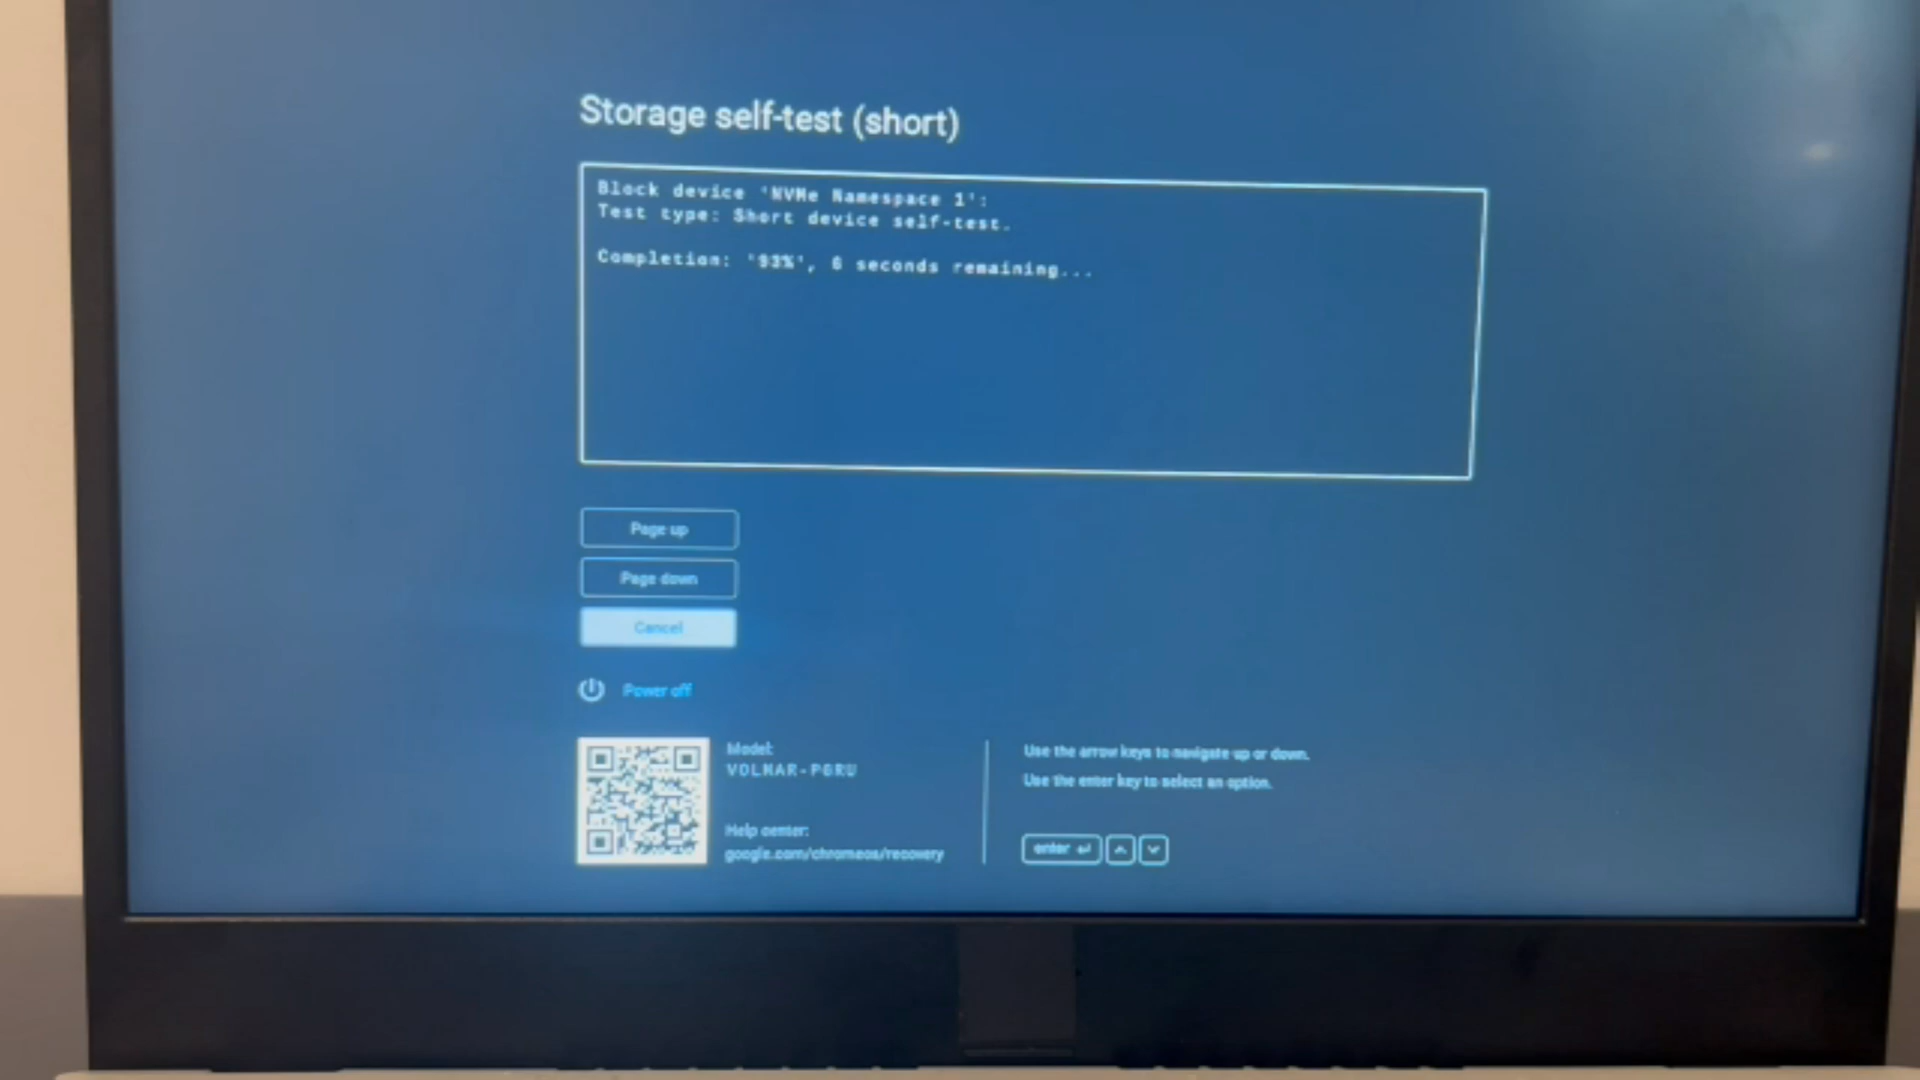 Storage self-test (short)
Block device 'NVMe Namespace 1':
Test type: Short device self-test.
Completion: '93%', 6 seconds remaining...
Page up
Page down
Cancel
Power off
Model:
Help center:
google.com/chromeos/recovery
Use the arrow keys to navigate up or down.
Use the enter key to select an option.
enter